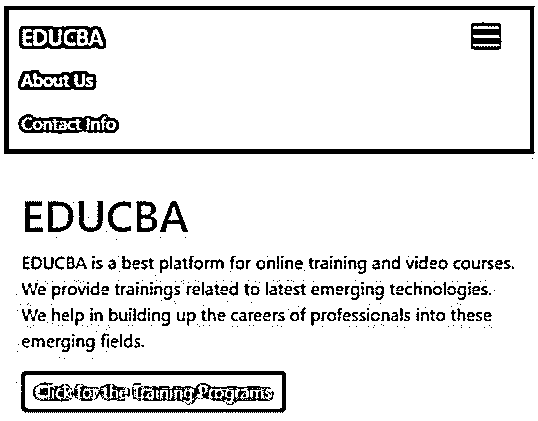 EDUCBA
About Us
Contact Info
EDUCBA
EDUCBA is a best platform for online training and video courses.
We provide trainings related to latest emerging technologies.
We help in building up the careers of professionals into these
emerging fields.
Click for the Training Programs